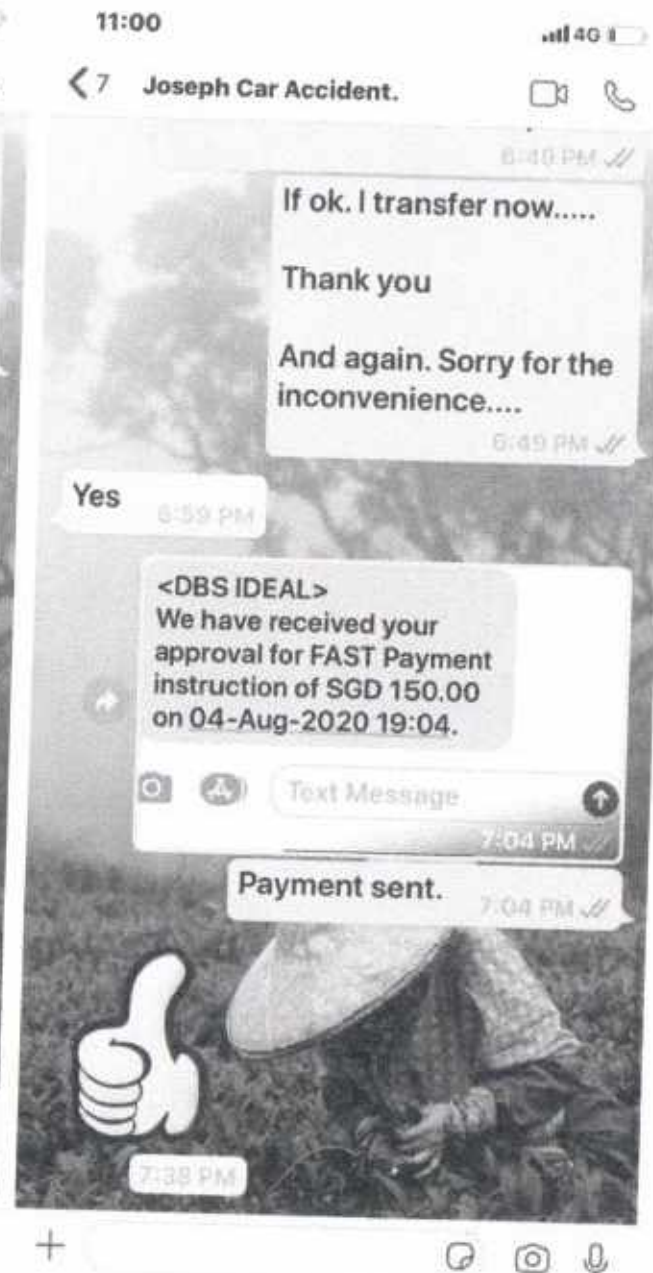 11:00
4G
7 Joseph Car Accident.
6:49 PM
If ok. I transfer now.....
Thank you
And again. Sorry for the
inconvenience....
6:49 PM
Yes
6:59 PM
<DBS IDEAL>
We have received your
approval for FAST Payment
instruction of SGD 150.00
on 04-Aug-2020 19:04.
Text Message
7:04 PM
Payment sent.
7:04 PM
7:38 PM